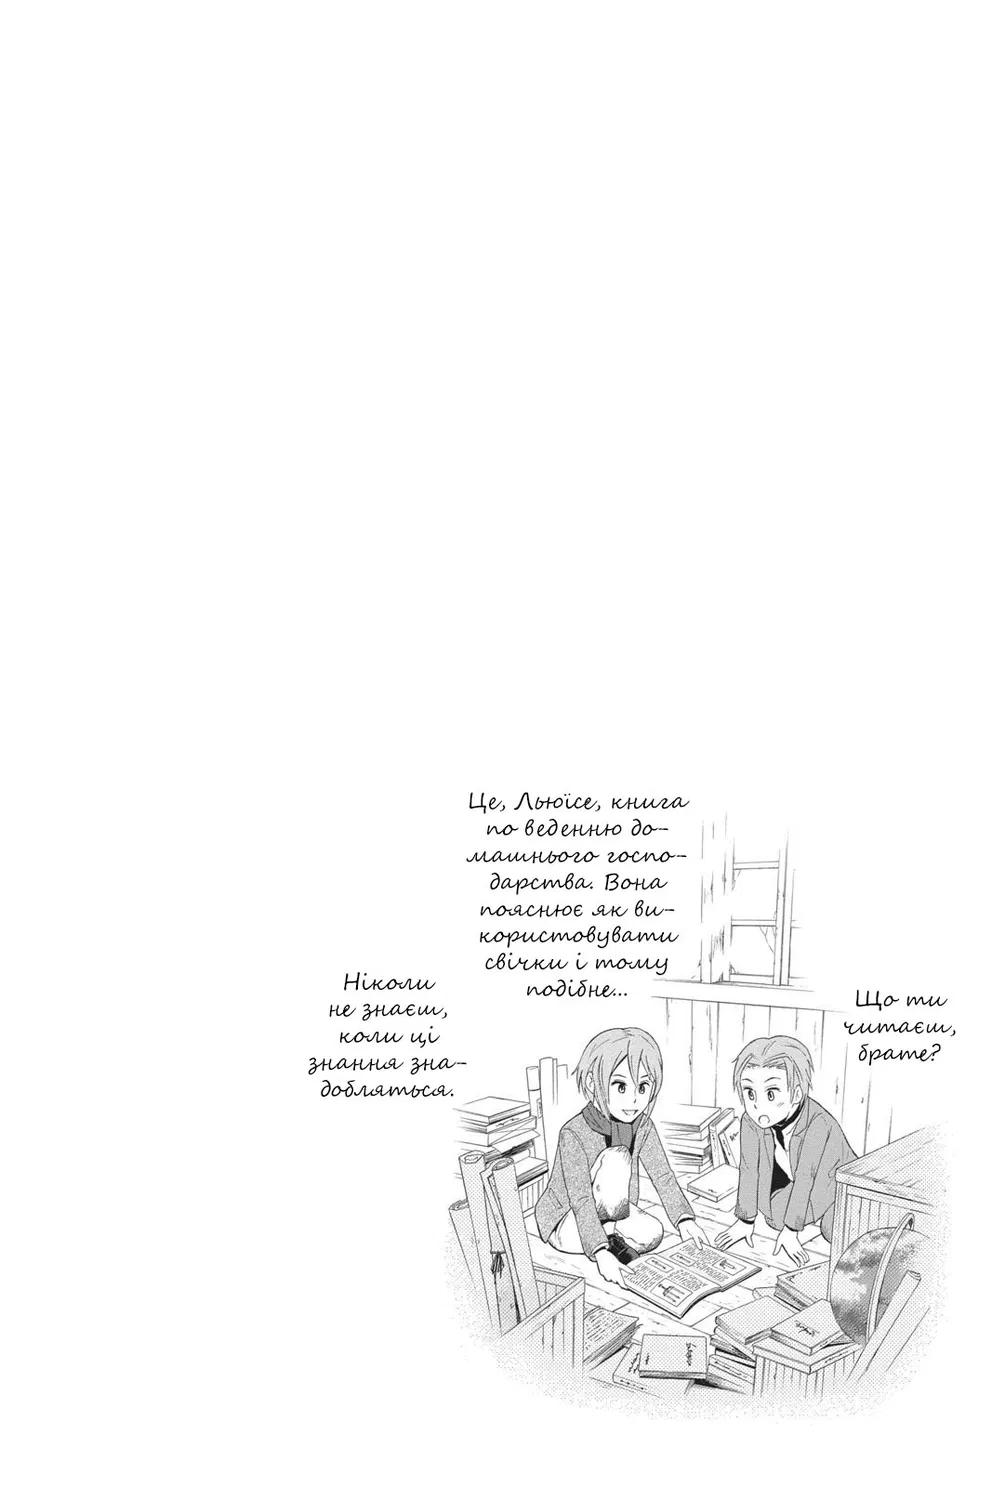 Що ти
читаєш,
брате?
Це, Льюїсе, книга
по веденню до-
машнього госпо-
дарства. Вона
пояснює як ви-
користовувати
свічки і тому
подібне...
Ніколи
не знаєш,
коли ці
знання зна-
добляться.